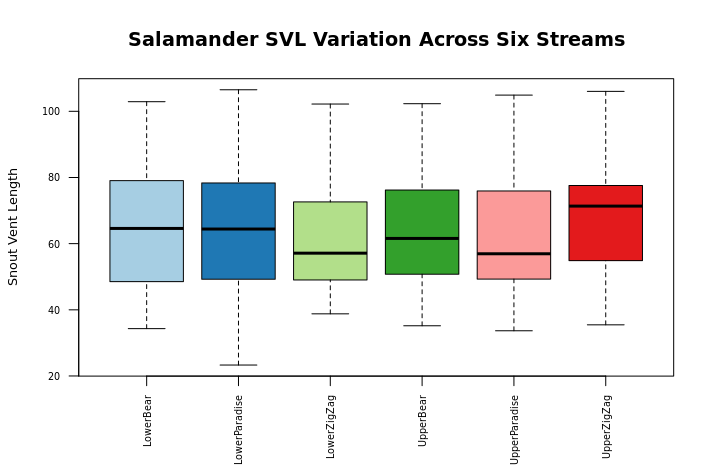 Salamander SVL Variation Across Six Streams
Snout Vent Length
100
80
60
40
20
LowerBear
LowerParadise
LowerZigZag
UpperBear
UpperParadise
UpperZigZag